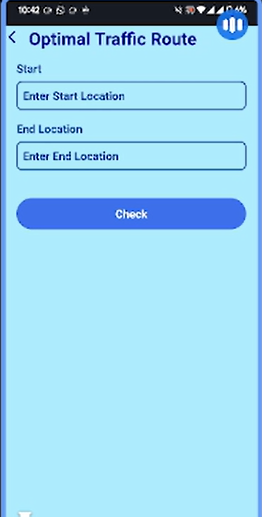 10:42
Optimal Traffic Route
Start
Enter Start Location
End Location
Enter End Location
Check